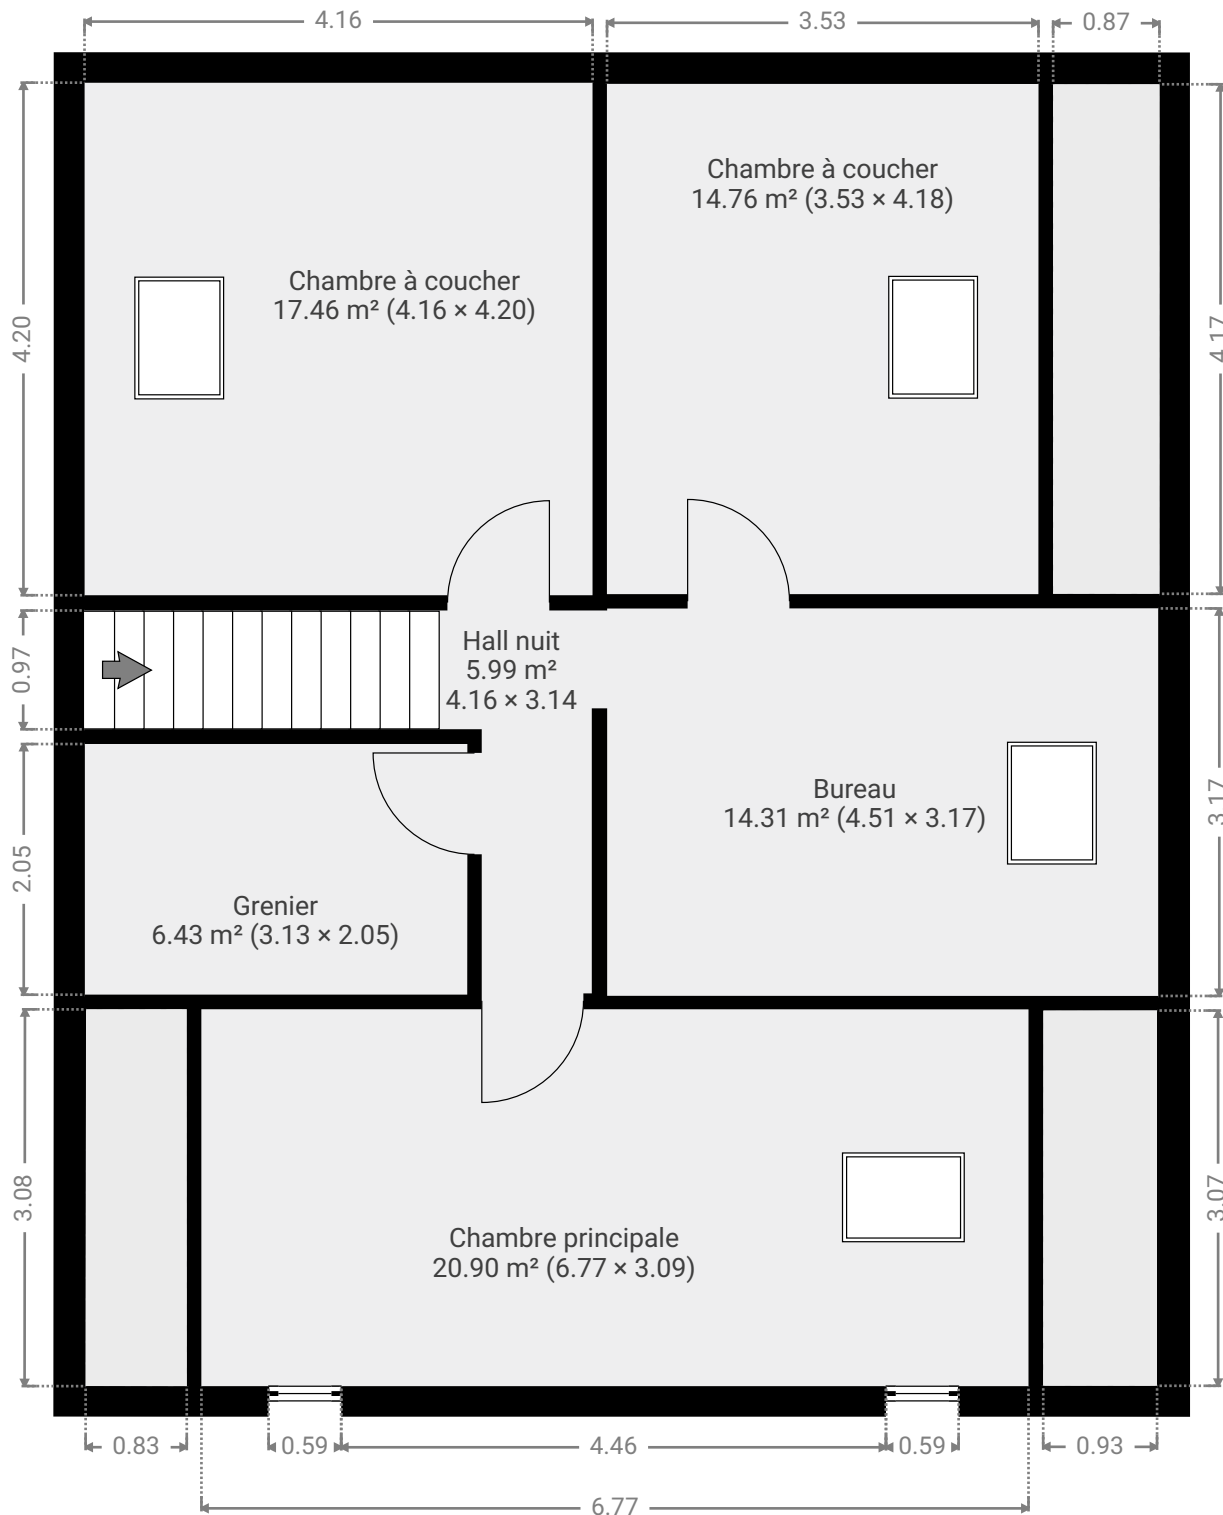 4.16
3.53
0.87
Chambre à coucher
14.76 m² (3.53 × 4.18)
Chambre à coucher
17.46 m² (4.16 × 4.20)
4.20
4.17
Hall nuit
5.99 m²
4.16 × 3.14
0.97
Bureau
14.31 m² (4.51 × 3.17)
3.17
2.05
Grenier
6.43 m² (3.13 × 2.05)
3.08
3.07
Chambre principale
20.90 m² (6.77 × 3.09)
0.83
0.59
4.46
0.59
0.93
6.77